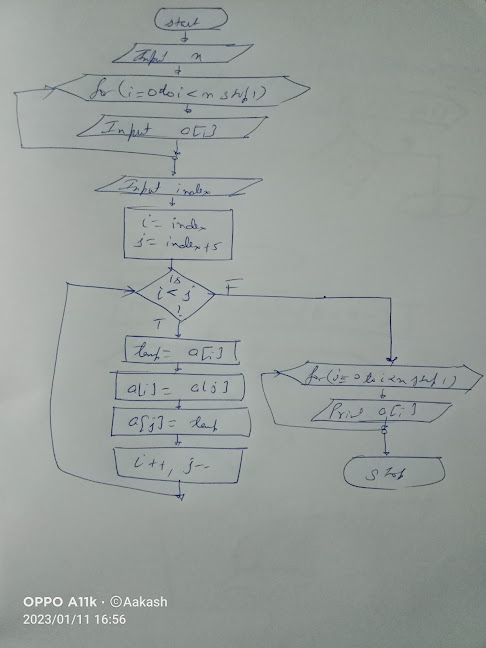 start
Input n
for (i=0 to i<n step 1)
Input a[i]
Input index
i = index
j = index+5
is
i < j
?
F
T
temp = a[i]
a[i] = a[j]
a[j] = temp
i++, j--
for(i=0 to i<n step 1)
Print a[i]
stop
OPPO A11k · ©Aakash
2023/01/11 16:56